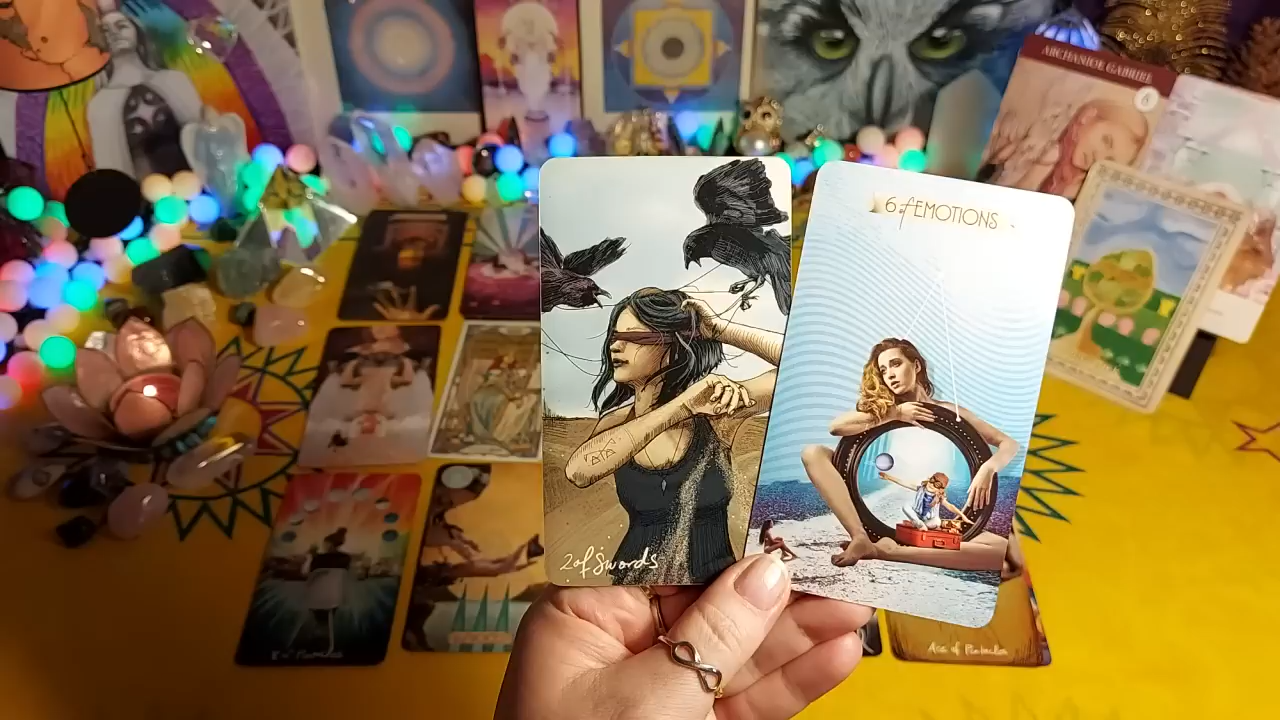 ARCHANGEL GABRIEL
6
6 of EMOTIONS
2 of Swords
Ace of Pentacles